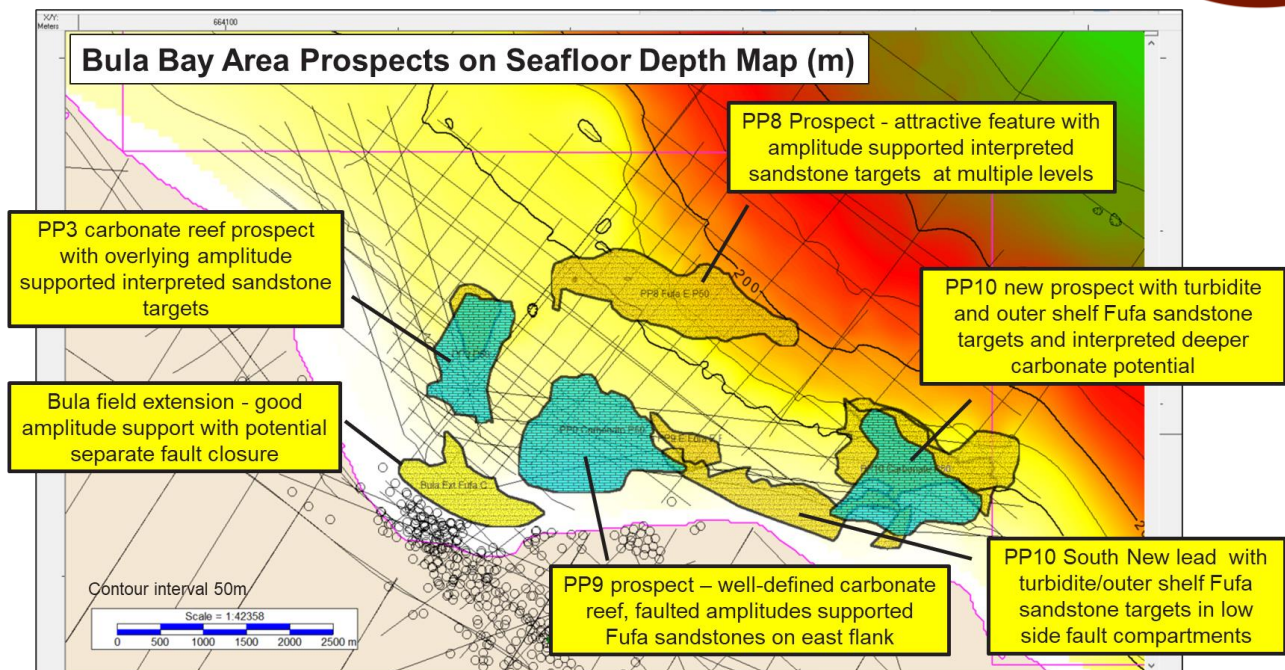 X/Y:
Meters
664100
Bula Bay Area Prospects on Seafloor Depth Map (m)
PP8 Prospect - attractive feature with
amplitude supported interpreted
sandstone targets at multiple levels
PP3 carbonate reef prospect
with overlying amplitude
supported interpreted sandstone
targets
PP8 Fufa E P50
200
PP10 new prospect with turbidite
and outer shelf Fufa sandstone
targets and interpreted deeper
carbonate potential
Bula field extension - good
amplitude support with potential
separate fault closure
PP9 Carbonate P50
PP9 E Fufa
PP10 Carbonate
Bula Ext Fufa C
Contour interval 50m
Scale = 1:42358
0 500 1000 1500 2000 2500 m
PP9 prospect – well-defined carbonate
reef, faulted amplitudes supported
Fufa sandstones on east flank
PP10 South New lead with
turbidite/outer shelf Fufa
sandstone targets in low
side fault compartments